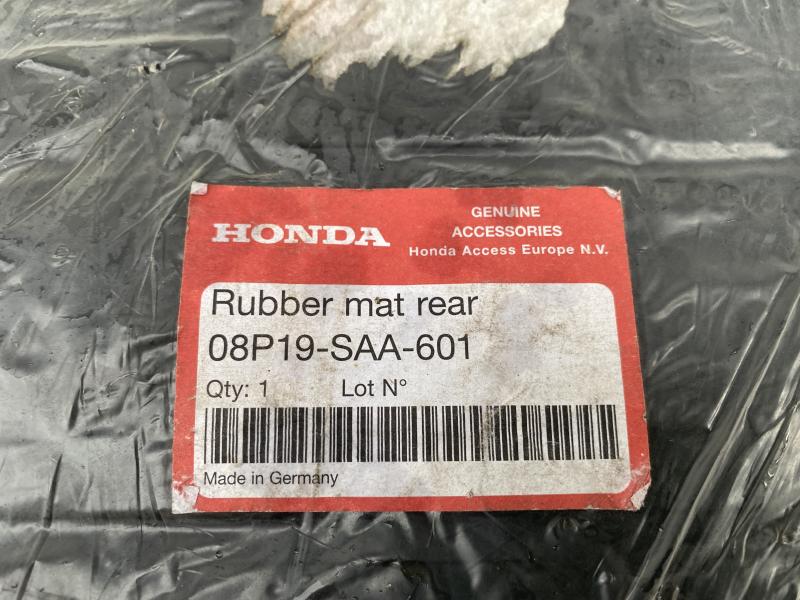 HONDA
GENUINE
ACCESSORIES
Honda Access Europe N.V.
Rubber mat rear
08P19-SAA-601
Qty: 1 Lot N°
Made in Germany